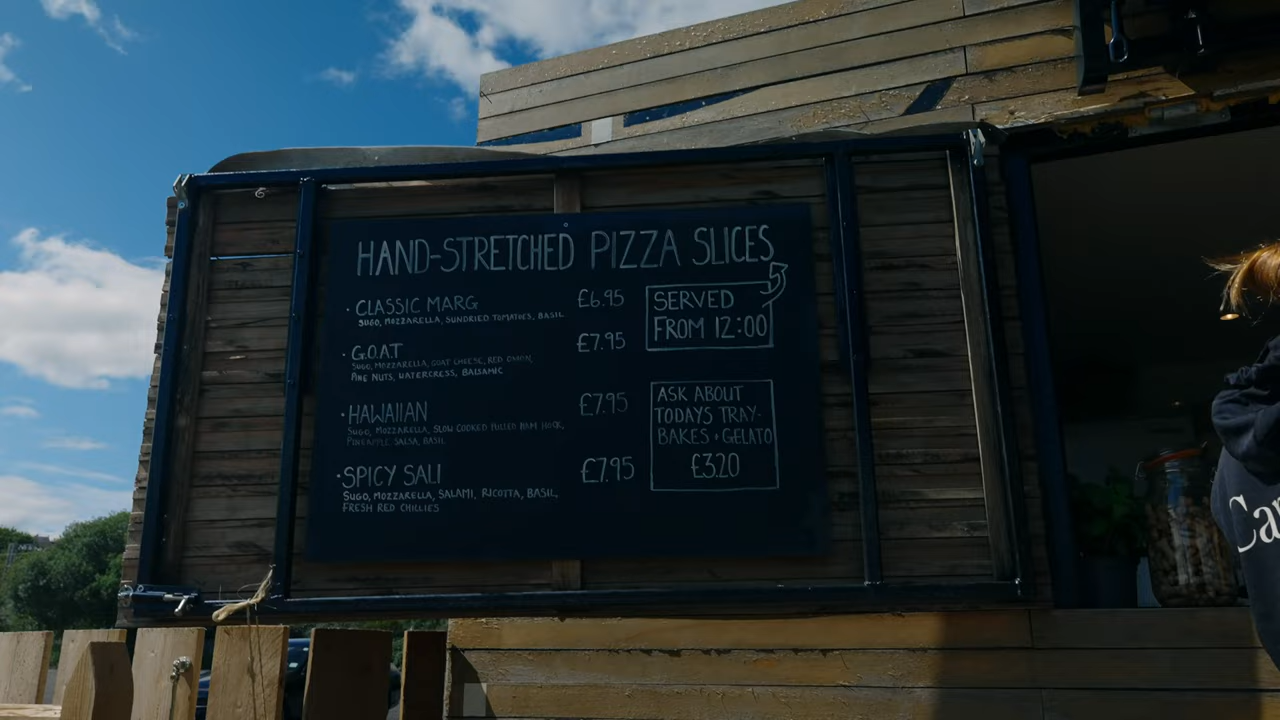 HAND-STRETCHED PIZZA SLICES
· CLASSIC MARG £6.95
SUGO, MOZZARELLA, SUNDRIED TOMATOES, BASIL
· G.O.A.T £7.95
SUGO, MOZZARELLA, GOAT CHEESE, RED ONION,
PINE NUTS, WATERCRESS, BALSAMIC
· HAWAIIAN £7.95
SUGO, MOZZARELLA, SLOW COOKED PULLED HAM HOCK,
PINEAPPLE SALSA, BASIL
· SPICY SALI £7.95
SUGO, MOZZARELLA, SALAMI, RICOTTA, BASIL,
FRESH RED CHILLIES
SERVED
FROM 12:00
ASK ABOUT
TODAYS TRAY-
BAKES · GELATO
£3.20